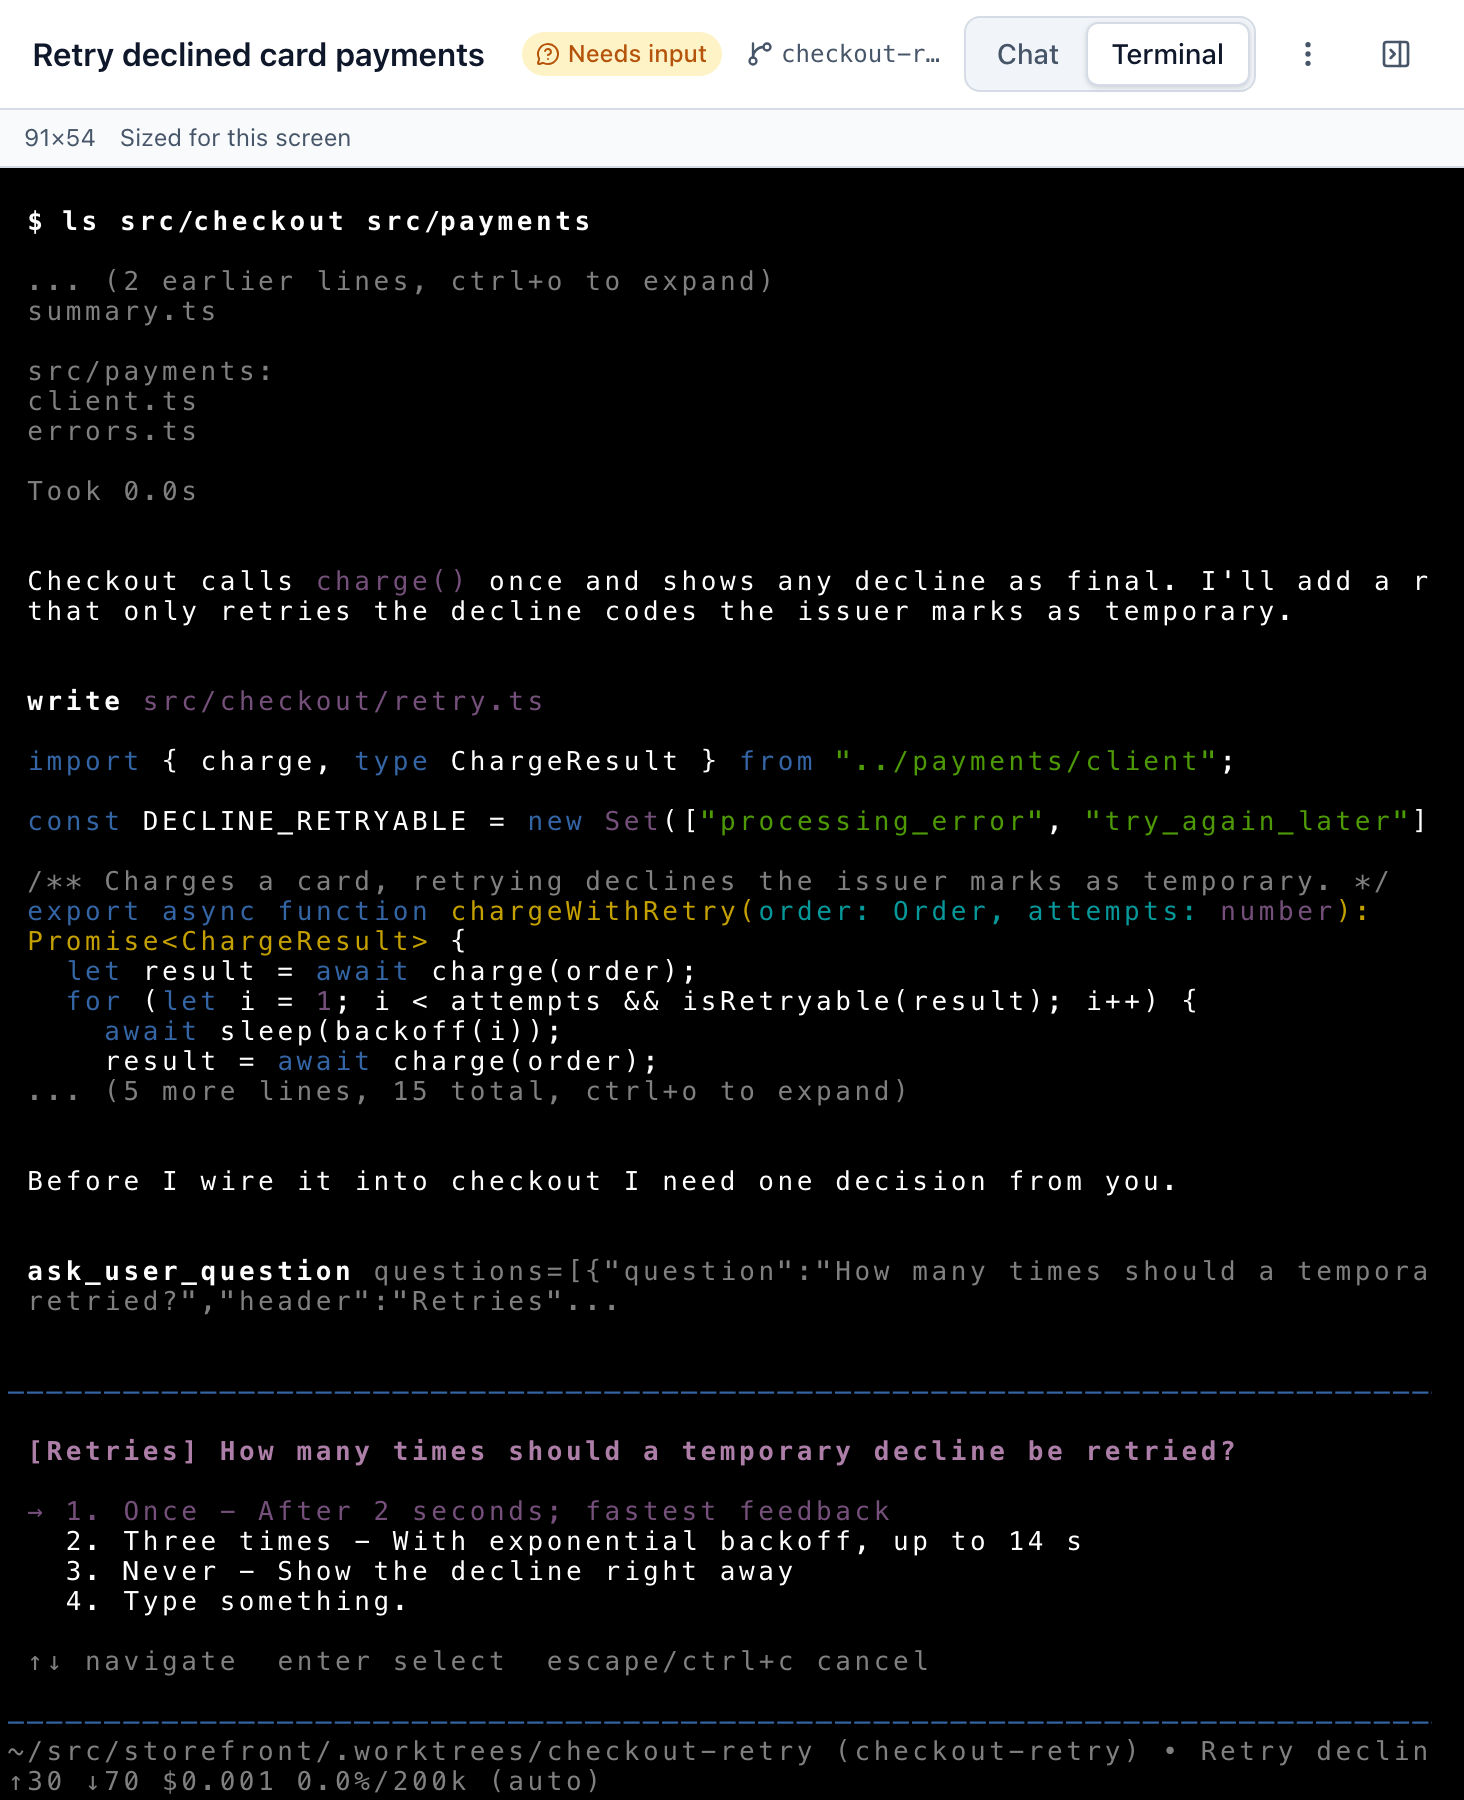 Retry declined card payments
Needs input
checkout-r…
Chat
Terminal
91×54 Sized for this screen
$ ls src/checkout src/payments
... (2 earlier lines, ctrl+o to expand)
summary.ts
src/payments:
client.ts
errors.ts
Took 0.0s
Checkout calls charge() once and shows any decline as final. I'll add a r
that only retries the decline codes the issuer marks as temporary.
write src/checkout/retry.ts
import { charge, type ChargeResult } from "../payments/client";
const DECLINE_RETRYABLE = new Set(["processing_error", "try_again_later"]
/** Charges a card, retrying declines the issuer marks as temporary. */
export async function chargeWithRetry(order: Order, attempts: number):
Promise<ChargeResult> {
  let result = await charge(order);
  for (let i = 1; i < attempts && isRetryable(result); i++) {
    await sleep(backoff(i));
    result = await charge(order);
... (5 more lines, 15 total, ctrl+o to expand)
Before I wire it into checkout I need one decision from you.
ask_user_question questions=[{"question":"How many times should a tempora
retried?","header":"Retries"...
[Retries] How many times should a temporary decline be retried?
→ 1. Once – After 2 seconds; fastest feedback
  2. Three times – With exponential backoff, up to 14 s
  3. Never – Show the decline right away
  4. Type something.
↑↓ navigate  enter select  escape/ctrl+c cancel
~/src/storefront/.worktrees/checkout-retry (checkout-retry) • Retry declin
↑30 ↓70 $0.001 0.0%/200k (auto)